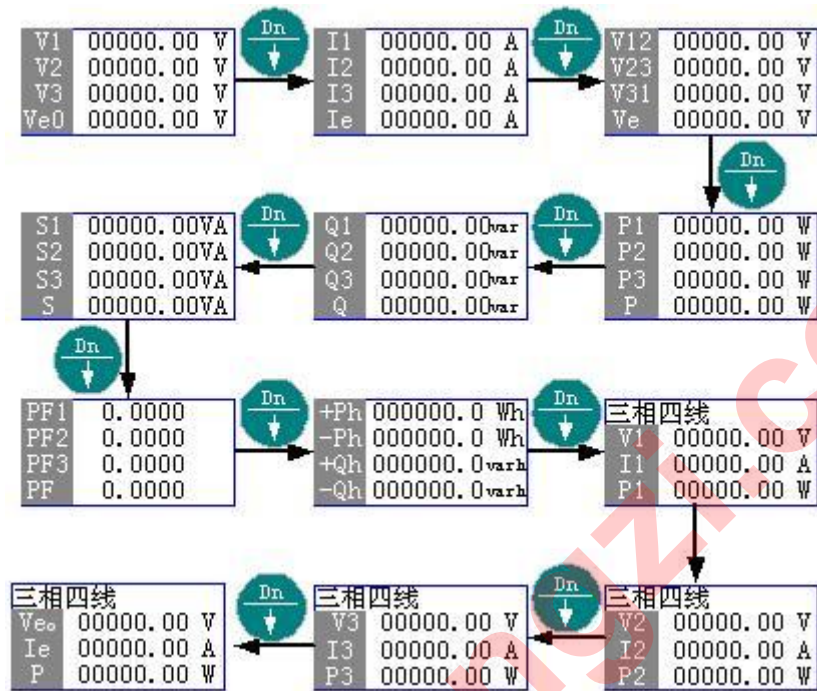 V1 00000.00 V
V2 00000.00 V
V3 00000.00 V
Ve0 00000.00 V
Dn
I1 00000.00 A
I2 00000.00 A
I3 00000.00 A
Ie 00000.00 A
Dn
V12 00000.00 V
V23 00000.00 V
V31 00000.00 V
Ve 00000.00 V
Dn
P1 00000.00 W
P2 00000.00 W
P3 00000.00 W
P 00000.00 W
Dn
Q1 00000.00var
Q2 00000.00var
Q3 00000.00var
Q 00000.00var
Dn
S1 00000.00VA
S2 00000.00VA
S3 00000.00VA
S 00000.00VA
Dn
PF1 0.0000
PF2 0.0000
PF3 0.0000
PF 0.0000
Dn
+Ph 000000.0 Wh
-Ph 000000.0 Wh
+Qh 000000.0varh
-Qh 000000.0varh
Dn
三相四线
V1 00000.00 V
I1 00000.00 A
P1 00000.00 W
三相四线
V2 00000.00 V
I2 00000.00 A
P2 00000.00 W
Dn
三相四线
V3 00000.00 V
I3 00000.00 A
P3 00000.00 W
Dn
三相四线
Ve₀ 00000.00 V
Ie 00000.00 A
P 00000.00 W